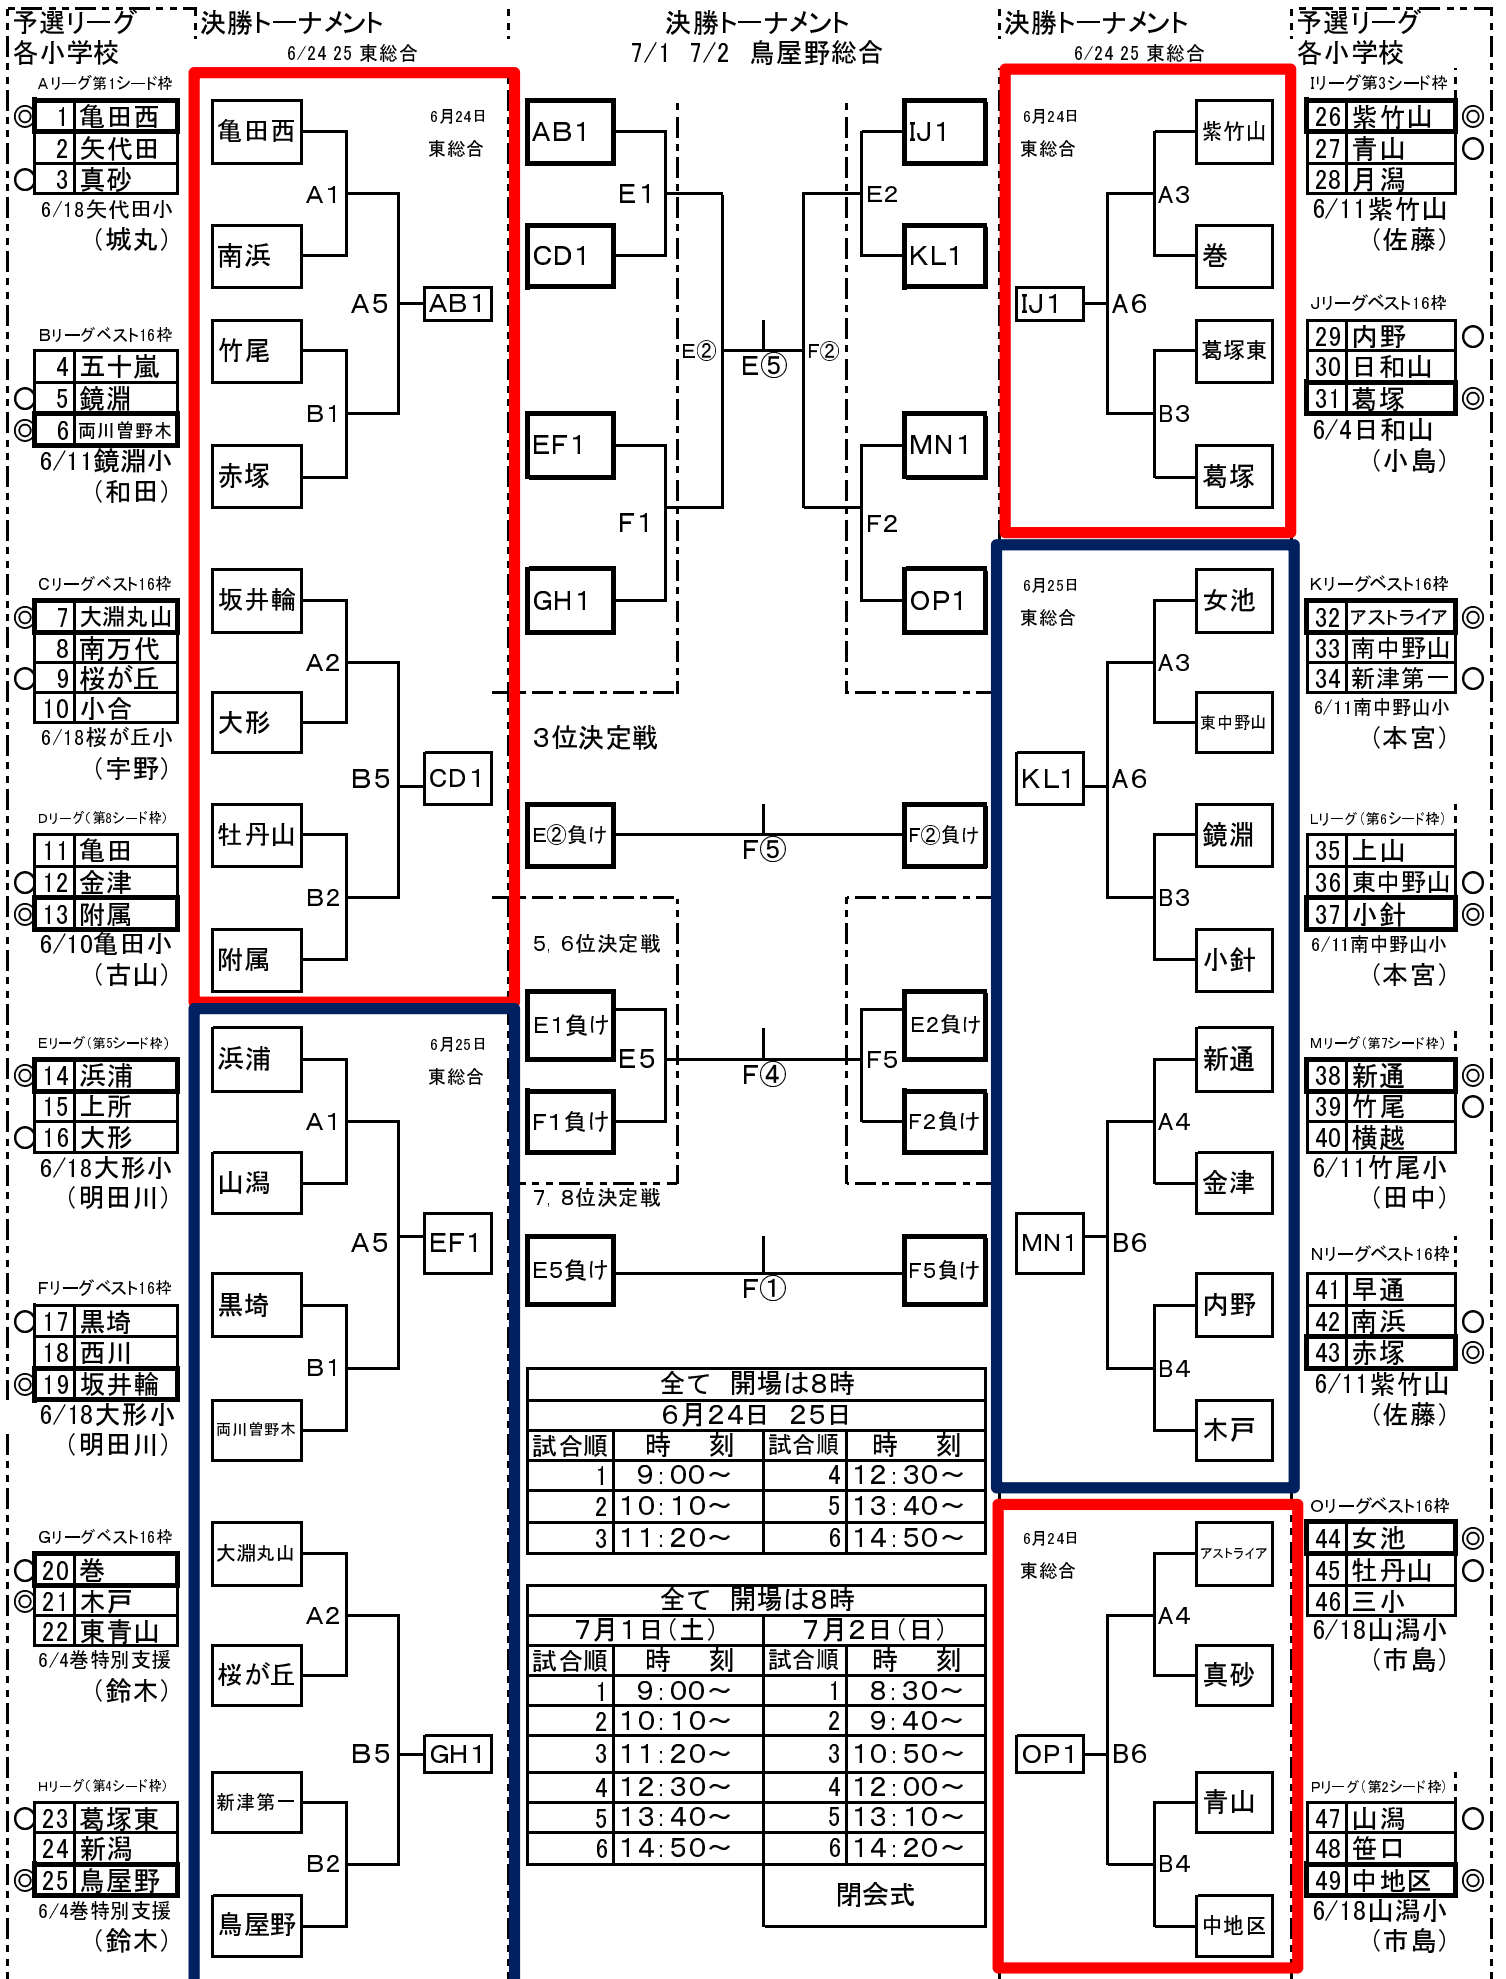 予選リーグ
各小学校
Aリーグ第1シード枠
◎ 1 亀田西
2 矢代田
○ 3 真砂
6/18矢代田小
（城丸）
Bリーグベスト16枠
4 五十嵐
○ 5 鏡淵
◎ 6 両川曽野木
6/11鏡淵小
（和田）
Cリーグベスト16枠
◎ 7 大淵丸山
8 南万代
○ 9 桜が丘
10 小合
6/18桜が丘小
（宇野）
Dリーグ（第8シード枠）
11 亀田
○ 12 金津
◎ 13 附属
6/10亀田小
（古山）
Eリーグ（第5シード枠）
◎ 14 浜浦
15 上所
○ 16 大形
6/18大形小
（明田川）
Fリーグベスト16枠
○ 17 黒埼
18 西川
◎ 19 坂井輪
6/18大形小
（明田川）
Gリーグベスト16枠
○ 20 巻
◎ 21 木戸
22 東青山
6/4巻特別支援
（鈴木）
Hリーグ（第4シード枠）
○ 23 葛塚東
24 新潟
◎ 25 鳥屋野
6/4巻特別支援
（鈴木）
決勝トーナメント
6/24 25 東総合
6月24日
東総合
亀田西
A1
南浜
A5
AB1
竹尾
B1
赤塚
坂井輪
A2
大形
B5
CD1
牡丹山
B2
附属
6月25日
東総合
浜浦
A1
山潟
A5
EF1
黒埼
B1
両川曽野木
大淵丸山
A2
桜が丘
B5
GH1
新津第一
B2
鳥屋野
決勝トーナメント
7/1 7/2 鳥屋野総合
AB1
IJ1
E1
E2
CD1
KL1
E②
E⑤
F②
EF1
MN1
F1
F2
GH1
OP1
3位決定戦
E②負け
F⑤
F②負け
5，6位決定戦
E1負け
E2負け
E5
F④
F5
F1負け
F2負け
7，8位決定戦
E5負け
F①
F5負け
全て 開場は8時
6月24日 25日
試合順 時 刻 試合順 時 刻
1 9:00～ 4 12:30～
2 10:10～ 5 13:40～
3 11:20～ 6 14:50～
全て 開場は8時
7月1日（土） 7月2日（日）
試合順 時 刻 試合順 時 刻
1 9:00～ 1 8:30～
2 10:10～ 2 9:40～
3 11:20～ 3 10:50～
4 12:30～ 4 12:00～
5 13:40～ 5 13:10～
6 14:50～ 6 14:20～
閉会式
決勝トーナメント
6/24 25 東総合
6月24日
東総合
紫竹山
A3
巻
IJ1
A6
葛塚東
B3
葛塚
6月25日
東総合
女池
A3
東中野山
KL1
A6
鏡淵
B3
小針
新通
A4
金津
MN1
B6
内野
B4
木戸
6月24日
東総合
アストライア
A4
真砂
OP1
B6
青山
B4
中地区
予選リーグ
各小学校
Iリーグ第3シード枠
26 紫竹山 ◎
27 青山 ○
28 月潟
6/11紫竹山
（佐藤）
Jリーグベスト16枠
29 内野 ○
30 日和山
31 葛塚 ◎
6/4日和山
（小島）
Kリーグベスト16枠
32 アストライア ◎
33 南中野山
34 新津第一 ○
6/11南中野山小
（本宮）
Lリーグ（第6シード枠）
35 上山
36 東中野山 ○
37 小針 ◎
6/11南中野山小
（本宮）
Mリーグ（第7シード枠）
38 新通 ◎
39 竹尾 ○
40 横越
6/11竹尾小
（田中）
Nリーグベスト16枠
41 早通
42 南浜 ○
43 赤塚 ◎
6/11紫竹山
（佐藤）
Oリーグベスト16枠
44 女池 ◎
45 牡丹山 ○
46 三小
6/18山潟小
（市島）
Pリーグ（第2シード枠）
47 山潟 ○
48 笹口
49 中地区 ◎
6/18山潟小
（市島）